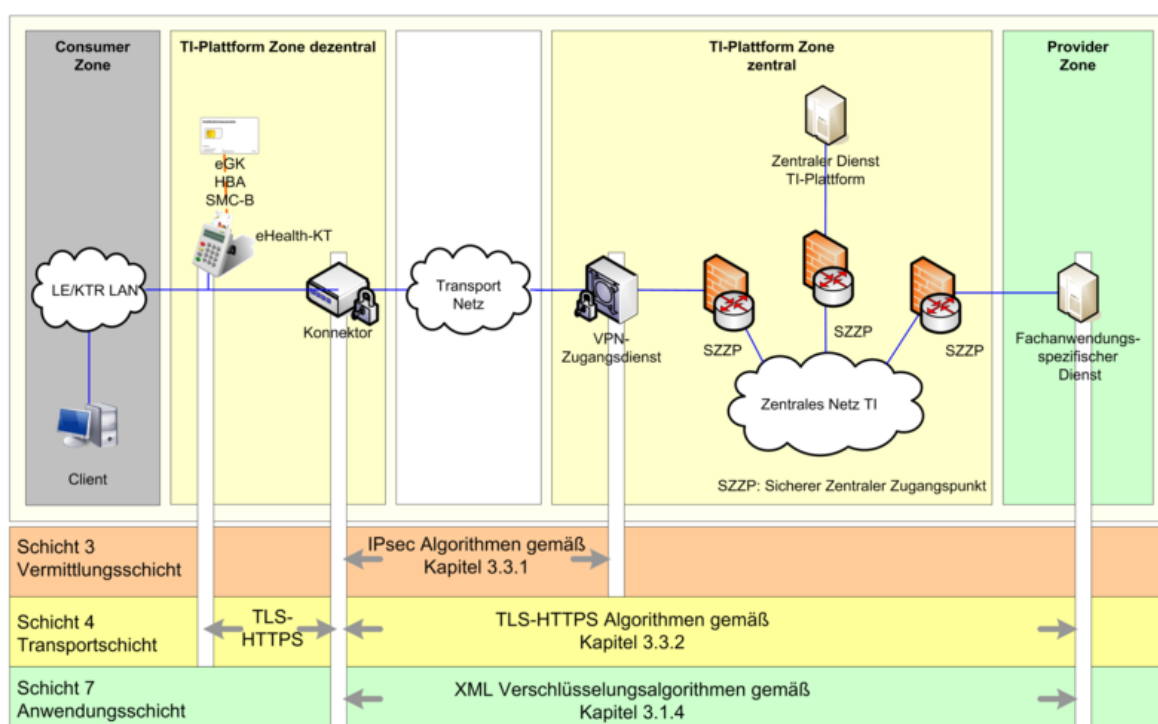 Consumer
Zone
TI-Plattform Zone dezentral
TI-Plattform Zone
zentral
Provider
Zone
eGK
HBA
SMC-B
eHealth-KT
Zentraler Dienst
TI-Plattform
LE/KTR LAN
Konnektor
Transport
Netz
VPN-
Zugangsdienst
SZZP
SZZP
SZZP
Fachanwendungs-
spezifischer
Dienst
Zentrales Netz TI
Client
SZZP: Sicherer Zentraler Zugangspunkt
Schicht 3
Vermittlungsschicht
IPsec Algorithmen gemäß
Kapitel 3.3.1
Schicht 4
Transportschicht
TLS-
HTTPS
TLS-HTTPS Algorithmen gemäß
Kapitel 3.3.2
Schicht 7
Anwendungsschicht
XML Verschlüsselungsalgorithmen gemäß
Kapitel 3.1.4